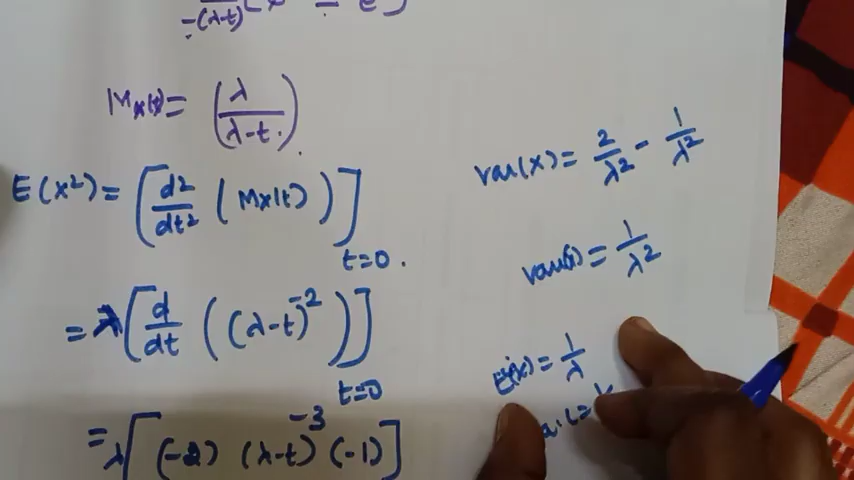 -(λ-t)
Mx(t) = (λ/(λ-t))
E(X²) = [d²/dt² (Mx(t))] t=0.
= λ[d/dt ((λ-t)^-2)] t=0
= λ[(-2) (λ-t)^-3 (-1)]
var(X) = 2/λ² - 1/λ²
var(x) = 1/λ²
E(x) = 1/λ